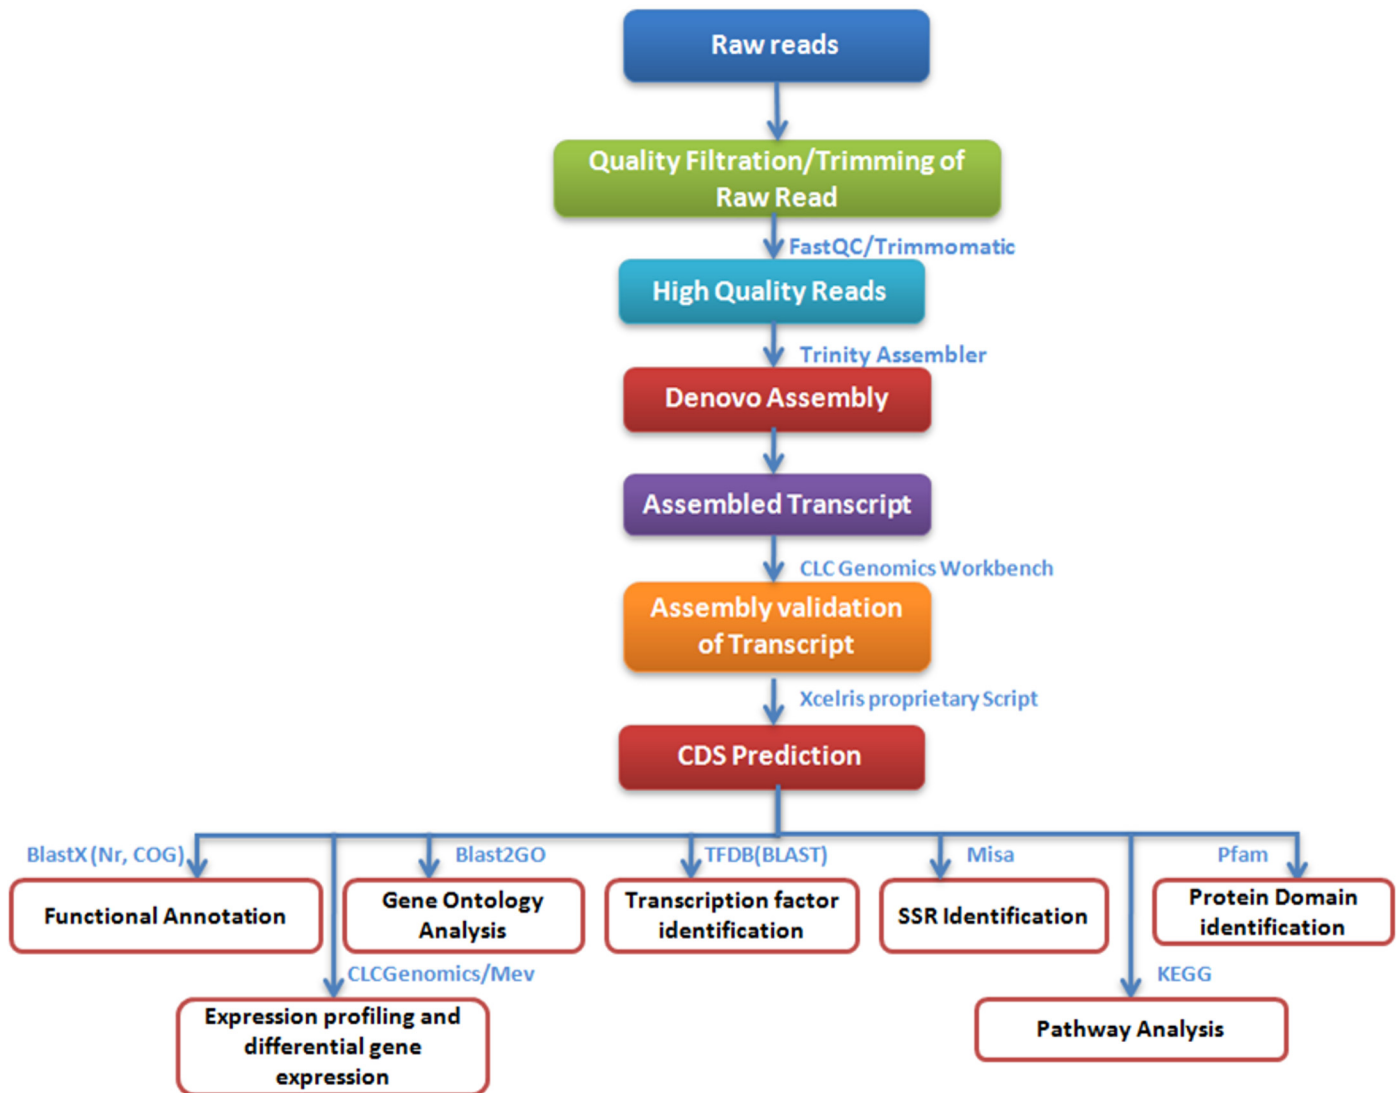 Raw reads
Quality Filtration/Trimming of
Raw Read
FastQC/Trimmomatic
High Quality Reads
Trinity Assembler
Denovo Assembly
Assembled Transcript
CLC Genomics Workbench
Assembly validation
of Transcript
Xcelris proprietary Script
CDS Prediction
BlastX (Nr, COG)
Functional Annotation
Blast2GO
Gene Ontology
Analysis
TFDB(BLAST)
Transcription factor
identification
Misa
SSR Identification
Pfam
Protein Domain
identification
CLCGenomics/Mev
Expression profiling and
differential gene
expression
KEGG
Pathway Analysis